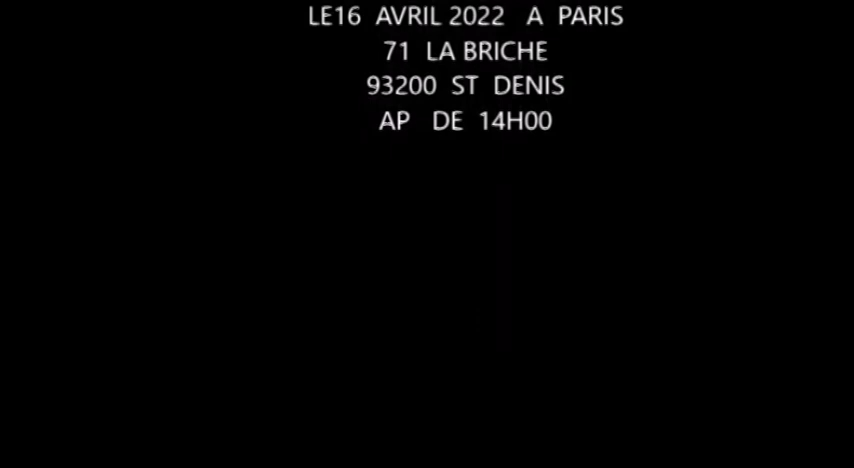 LE16 AVRIL 2022 A PARIS
71 LA BRICHE
93200 ST DENIS
AP DE 14H00